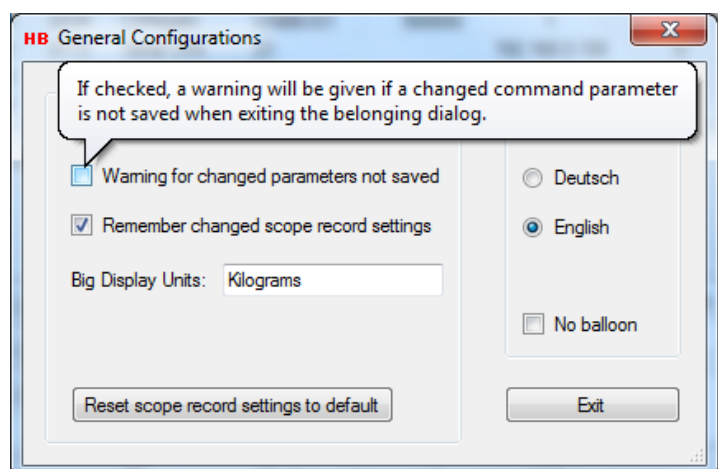 HB General Configurations
If checked, a warning will be given if a changed command parameter
is not saved when exiting the belonging dialog.
Warning for changed parameters not saved
Deutsch
Remember changed scope record settings
English
Big Display Units: Kilograms
No balloon
Reset scope record settings to default
Exit